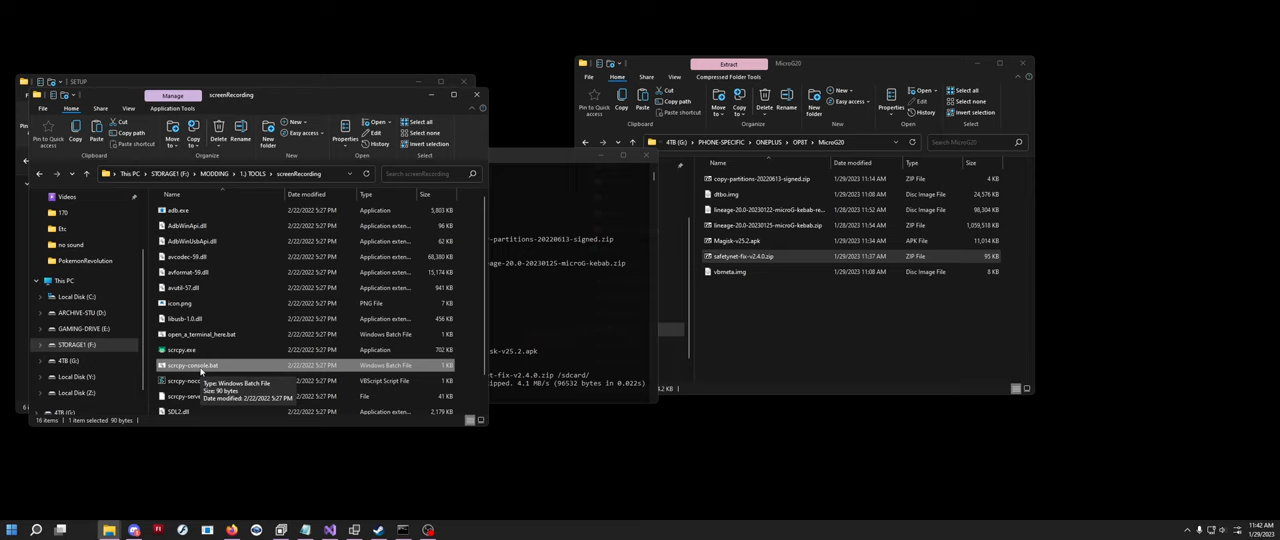 SETUP
Manage
screenRecording
File
Home
Share
View
Application Tools
Pin to Quick
access
Copy
Paste
Cut
Copy path
Paste shortcut
Clipboard
Move
to
Copy
to
Delete
Rename
Organize
New
folder
New
Easy access
New
Properties
Open
Edit
History
Open
Select all
Select none
Invert selection
Select
This PC
STORAGE1 (F:)
MODDING
1.) TOOLS
screenRecording
Search screenRecording
Name
Date modified
Type
Size
Videos
170
Etc
no sound
PokemonRevolution
This PC
Local Disk (C:)
ARCHIVE-STU (D:)
GAMING-DRIVE (E:)
STORAGE1 (F:)
4TB (G:)
Local Disk (Y:)
Local Disk (Z:)
4TB (G:)
adb.exe 2/22/2022 5:27 PM Application 5,803 KB
AdbWinApi.dll 2/22/2022 5:27 PM Application exten... 96 KB
AdbWinUsbApi.dll 2/22/2022 5:27 PM Application exten... 62 KB
avcodec-59.dll 2/22/2022 5:27 PM Application exten... 68,380 KB
avformat-59.dll 2/22/2022 5:27 PM Application exten... 15,174 KB
avutil-57.dll 2/22/2022 5:27 PM Application exten... 941 KB
icon.png 2/22/2022 5:27 PM PNG File 7 KB
libusb-1.0.dll 2/22/2022 5:27 PM Application exten... 456 KB
open_a_terminal_here.bat 2/22/2022 5:27 PM Windows Batch File 1 KB
scrcpy.exe 2/22/2022 5:27 PM Application 702 KB
scrcpy-console.bat 2/22/2022 5:27 PM Windows Batch File 1 KB
scrcpy-noco 2/22/2022 5:27 PM VBScript Script File 1 KB
scrcpy-serve 2/22/2022 5:27 PM File 41 KB
SDL2.dll 2/22/2022 5:27 PM Application exten... 2,179 KB
Type: Windows Batch File
Size: 90 bytes
Date modified: 2/22/2022 5:27 PM
16 items
1 item selected 90 bytes
-partitions-20220613-signed.zip
eage-20.0-20230125-microG-kebab.zip
k-v25.2.apk
t-fix-v2.4.0.zip /sdcard/
ipped. 4.1 MB/s (96532 bytes in 0.022s)
Extract
MicroG20
File
Home
Share
View
Compressed Folder Tools
Pin to Quick
access
Copy
Paste
Cut
Copy path
Paste shortcut
Clipboard
Move
to
Copy
to
Delete
Rename
Organize
New
folder
New
Easy access
New
Properties
Open
Edit
History
Open
Select all
Select none
Invert selection
Select
4TB (G:)
PHONE-SPECIFIC
ONEPLUS
OP8T
MicroG20
Search MicroG20
Name
Date modified
Type
Size
copy-partitions-20220613-signed.zip 1/29/2023 11:14 AM ZIP File 4 KB
dtbo.img 1/29/2023 11:08 AM Disc Image File 24,576 KB
lineage-20.0-20230122-microG-kebab-re... 1/28/2023 11:52 AM Disc Image File 98,304 KB
lineage-20.0-20230125-microG-kebab.zip 1/29/2023 11:54 AM ZIP File 1,059,518 KB
Magisk-v25.2.apk 1/29/2023 11:34 AM APK File 11,014 KB
safetynet-fix-v2.4.0.zip 1/29/2023 11:37 AM ZIP File 95 KB
vbmeta.img 1/29/2023 11:08 AM Disc Image File 8 KB
11:42 AM
1/29/2023